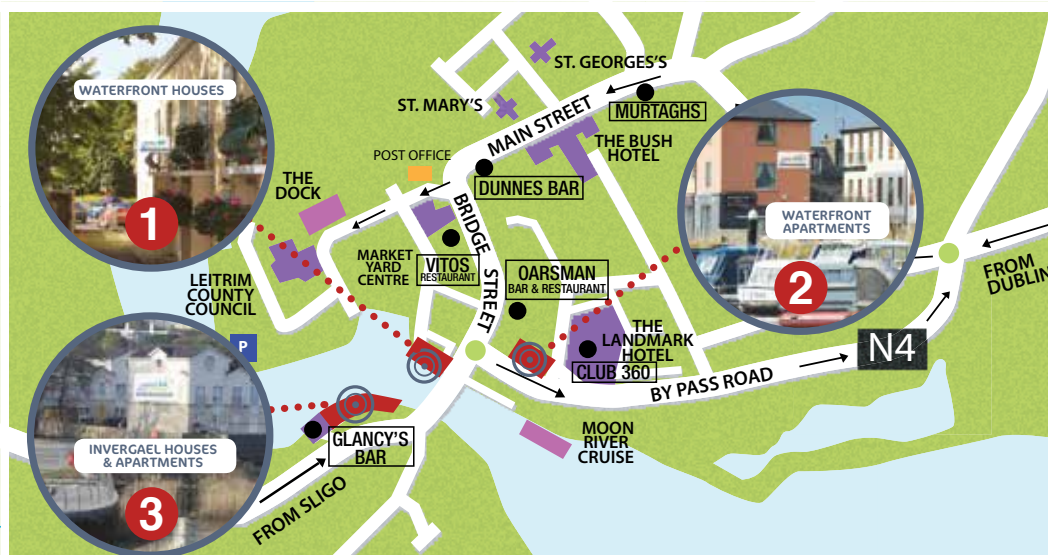 WATERFRONT HOUSES
1
ST. GEORGES'S
ST. MARY'S
MURTAGHS
MAIN STREET
THE BUSH
HOTEL
POST OFFICE
DUNNES BAR
THE
DOCK
BRIDGE STREET
MARKET
YARD
CENTRE
VITOS
RESTAURANT
OARSMAN
BAR & RESTAURANT
LEITRIM
COUNTY
COUNCIL
WATERFRONT
APARTMENTS
2
FROM
DUBLIN
P
THE
LANDMARK
HOTEL
CLUB 360
N4
BY PASS ROAD
MOON
RIVER
CRUISE
GLANCY'S
BAR
INVERGAEL HOUSES
& APARTMENTS
3
FROM SLIGO